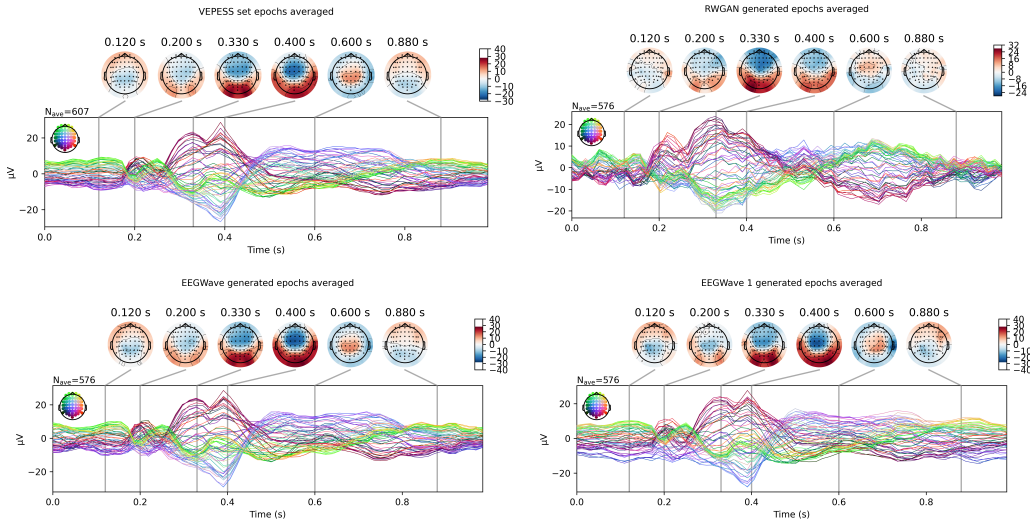 VEPESS set epochs averaged
0.120 s 0.200 s 0.330 s 0.400 s 0.600 s 0.880 s
40
30
20
10
0
−10
−20
−30
Nave=607
20
0
−20
μV
0.0 0.2 0.4 0.6 0.8
Time (s)
RWGAN generated epochs averaged
0.120 s 0.200 s 0.330 s 0.400 s 0.600 s 0.880 s
32
24
16
8
0
−8
−16
−24
Nave=576
20
10
0
−10
−20
μV
0.0 0.2 0.4 0.6 0.8
Time (s)
EEGWave generated epochs averaged
0.120 s 0.200 s 0.330 s 0.400 s 0.600 s 0.880 s
40
30
20
10
0
−10
−20
−30
−40
Nave=576
20
0
−20
μV
0.0 0.2 0.4 0.6 0.8
Time (s)
EEGWave 1 generated epochs averaged
0.120 s 0.200 s 0.330 s 0.400 s 0.600 s 0.880 s
40
30
20
10
0
−10
−20
−30
−40
Nave=576
20
0
−20
μV
0.0 0.2 0.4 0.6 0.8
Time (s)